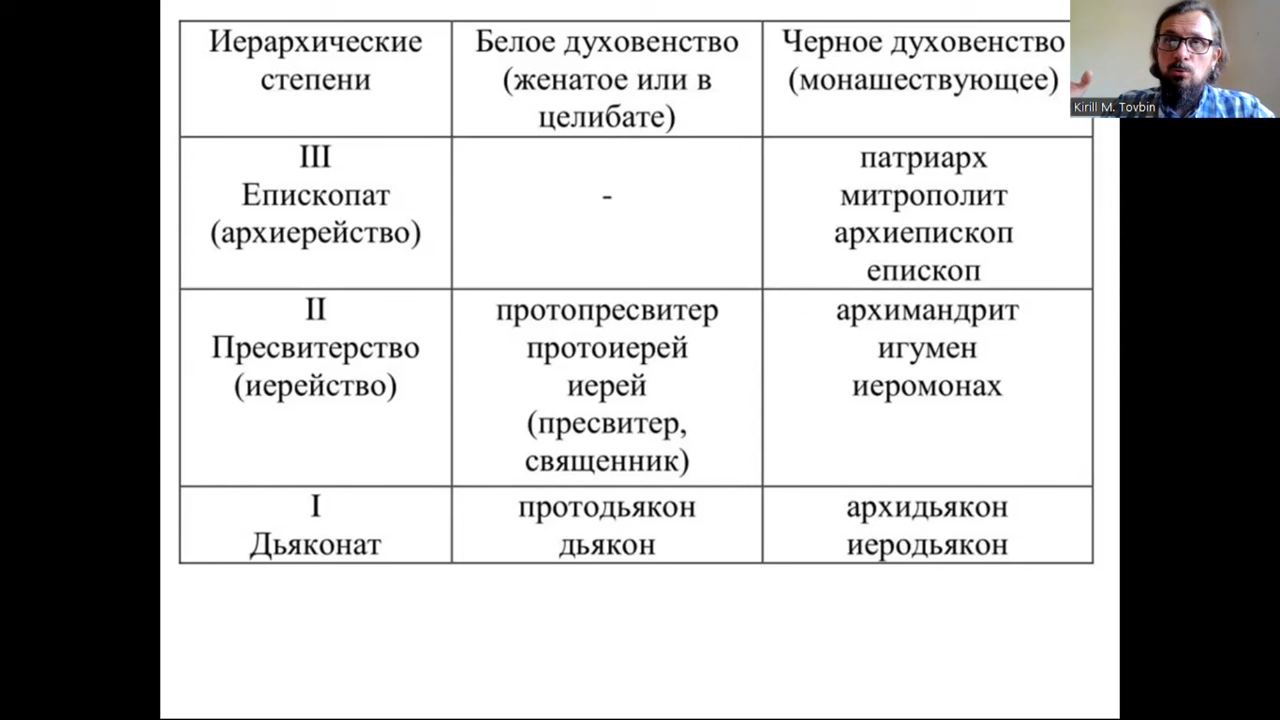 Иерархические
степени
Белое духовенство
(женатое или в
целибате)
Черное духовенство
(монашествующее)
Kirill M. Tovbin
III
Епископат
(архиерейство)
-
патриарх
митрополит
архиепископ
епископ
II
Пресвитерство
(иерейство)
протопресвитер
протоиерей
иерей
(пресвитер,
священник)
архимандрит
игумен
иеромонах
I
Дьяконат
протодьякон
дьякон
архидьякон
иеродьякон